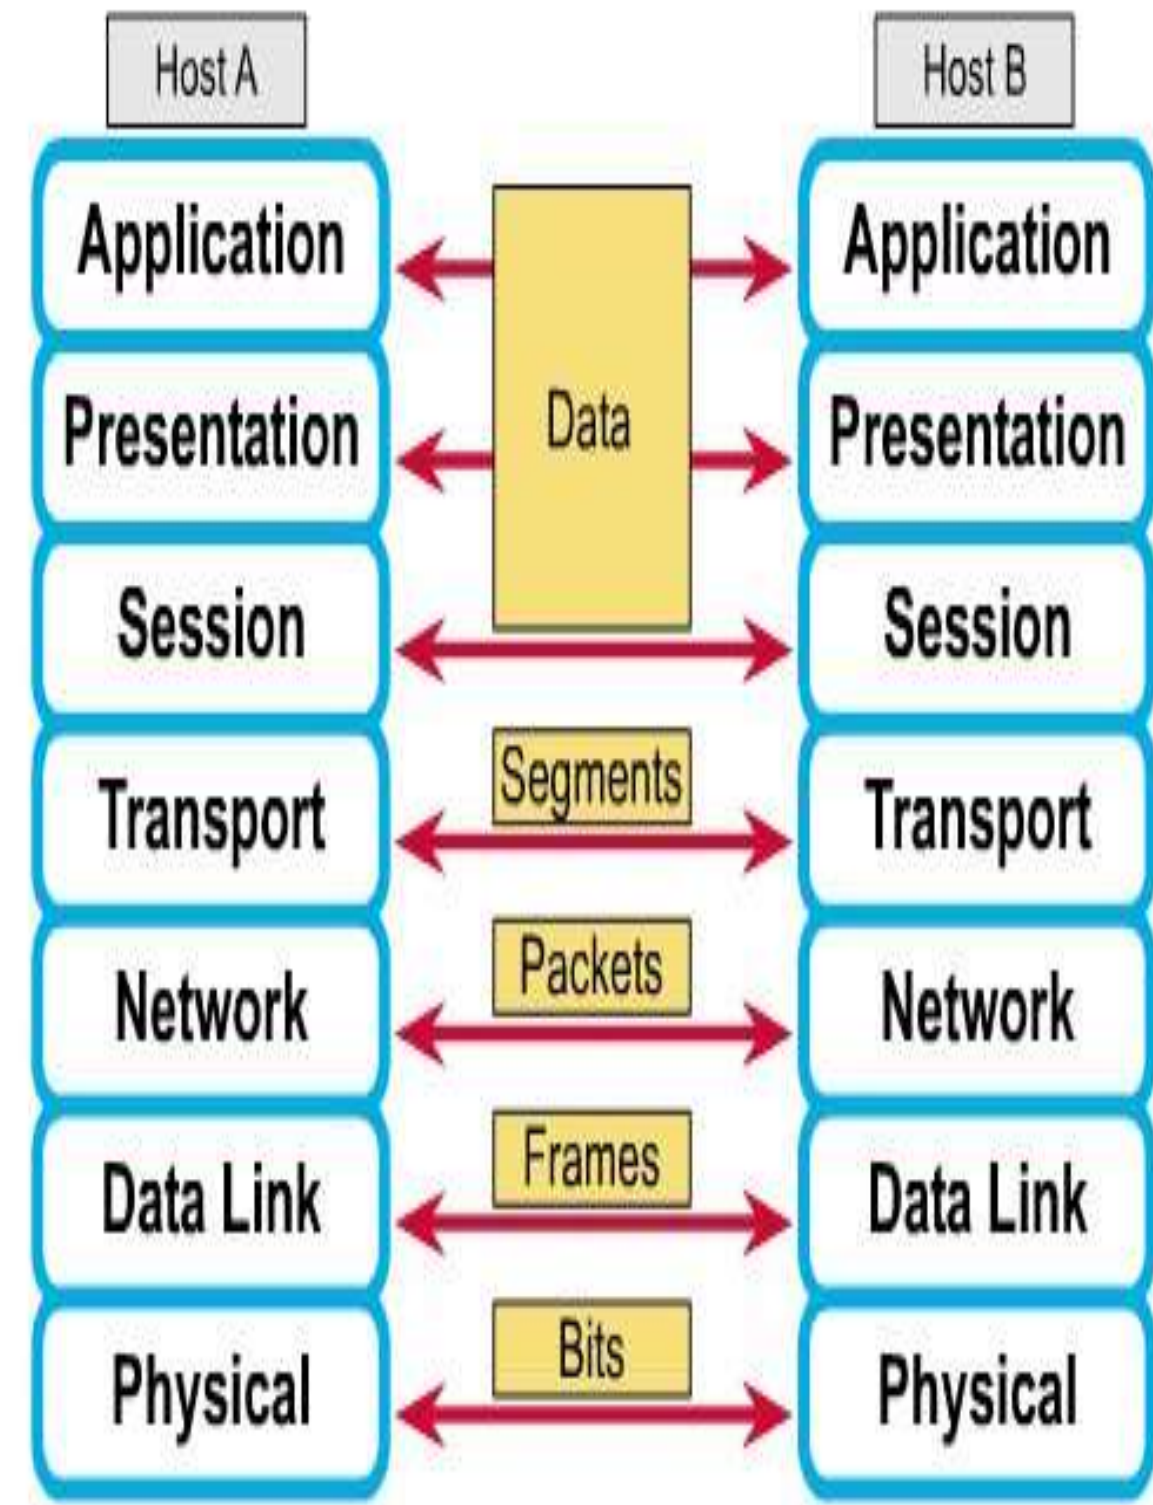 Host A
Host B
Application
Application
Presentation
Data
Presentation
Session
Session
Segments
Transport
Transport
Packets
Network
Network
Frames
Data Link
Data Link
Bits
Physical
Physical